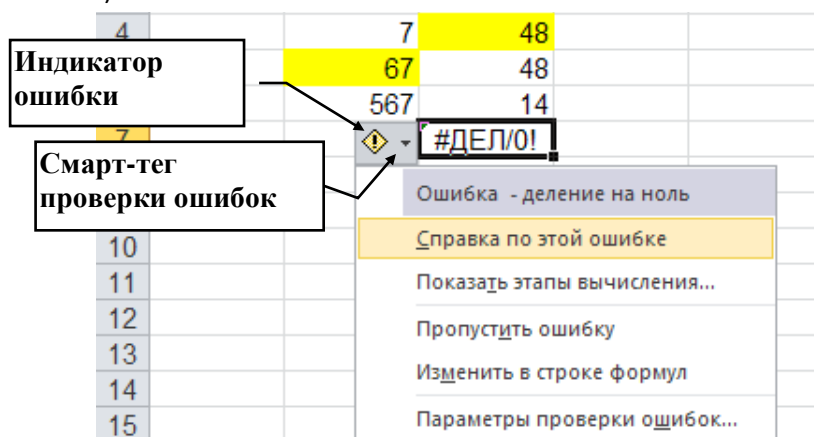 4 7 48
Индикатор
ошибки
67 48
567 14
7 #ДЕЛ/0!
Смарт-тег
проверки ошибок
Ошибка - деление на ноль
10 Справка по этой ошибке
11 Показать этапы вычисления...
12 Пропустить ошибку
13
Изменить в строке формул
14
15 Параметры проверки ошибок...